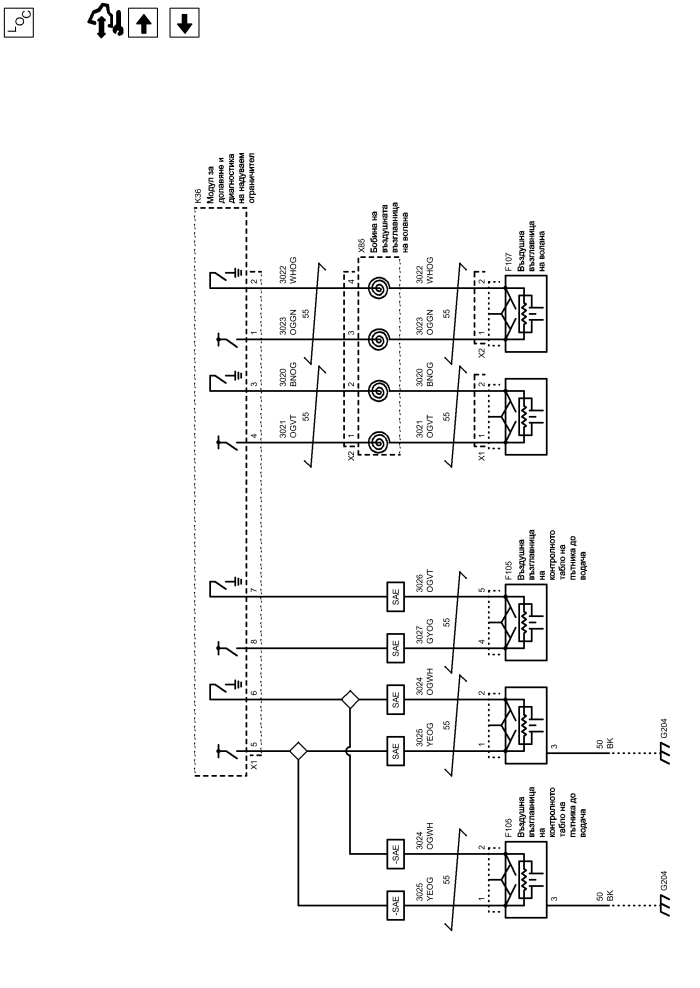 LOC
K36
Модул за
долавяне и
диагностика
на надуваем
ограничител
2
1
3
4
7
8
6
5
X1
3022
WHOG
3023
OGGN
3020
BNOG
3021
OGVT
55
55
X85
Бобина на
въздушната
възглавница
на волана
4
3
2
1
X2
3022
WHOG
3023
OGGN
3020
BNOG
3021
OGVT
55
55
2
1
X2
2
1
X1
F107
Въздушна
възглавница
на волана
SAE
SAE
SAE
SAE
3026
OGVT
3027
GYOG
3024
OGWH
3025
YEOG
55
55
5
4
2
1
F105
Въздушна
възглавница
на
контролното
табло на
пътника до
водача
3
50
BK
G204
-SAE
-SAE
3024
OGWH
3025
YEOG
55
2
1
F105
Въздушна
възглавница
на
контролното
табло на
пътника до
водача
3
50
BK
G204